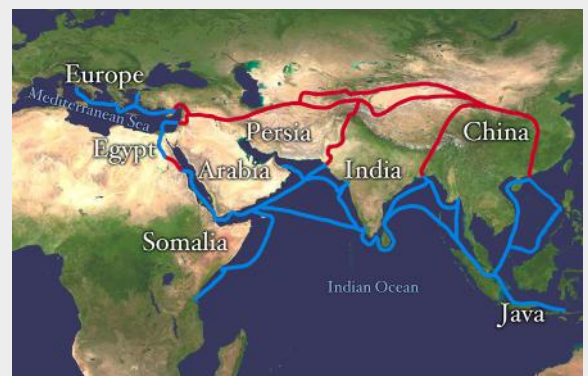 Europe
Mediterranean Sea
Persia
China
Egypt
Arabia
India
Somalia
Indian Ocean
Java